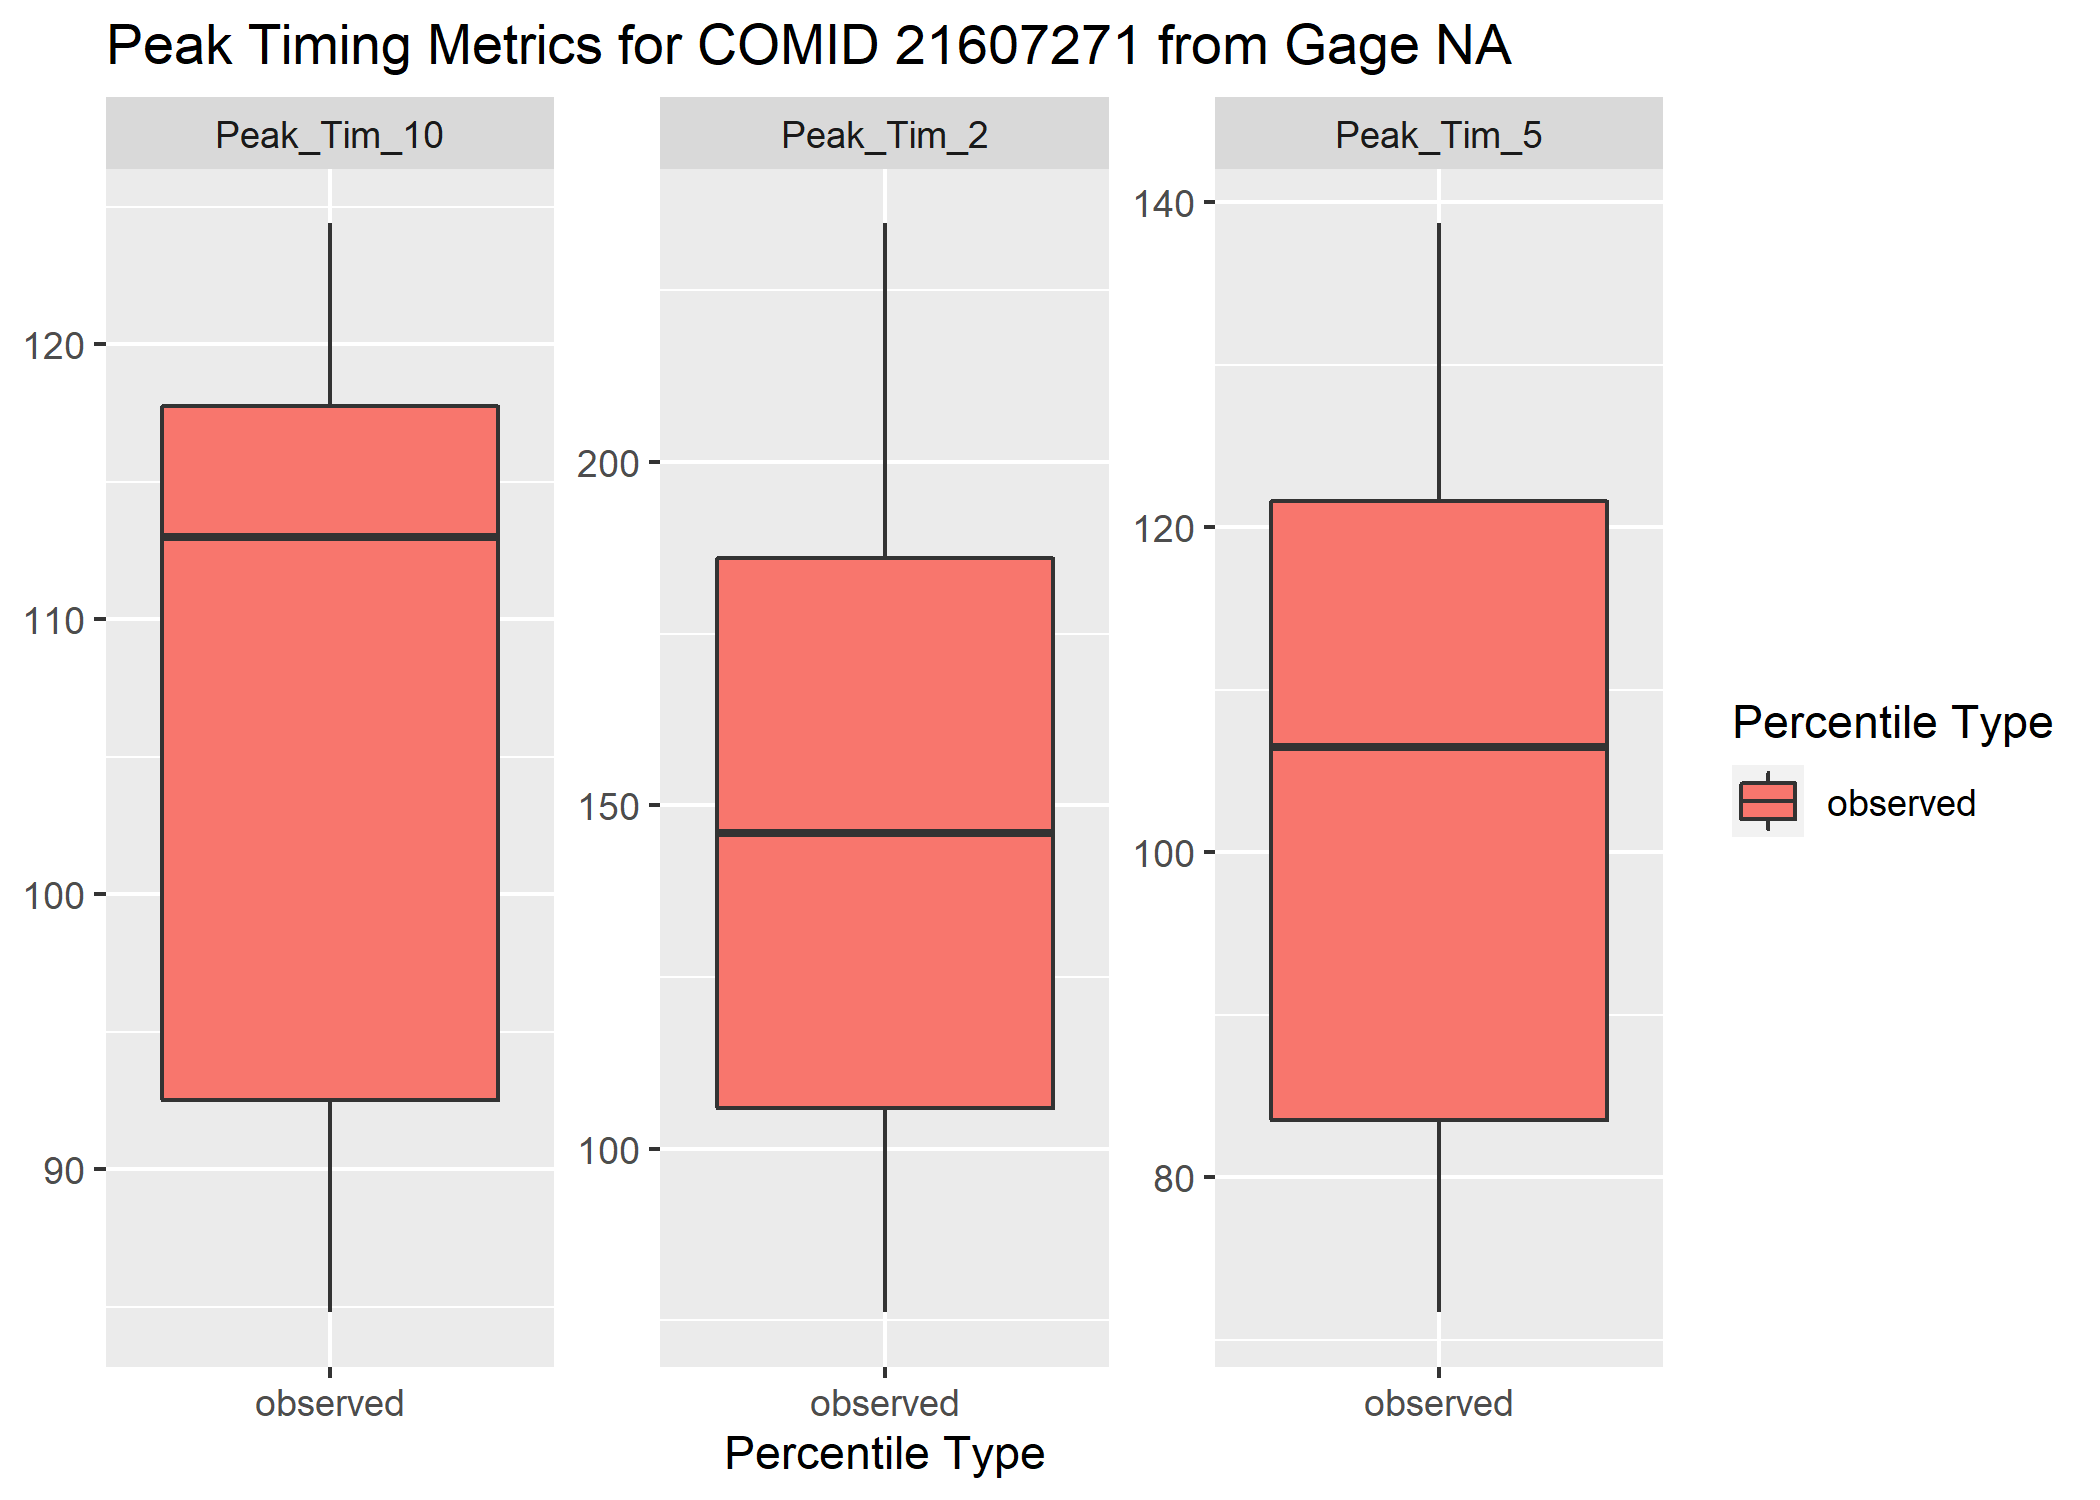 Peak Timing Metrics for COMID 21607271 from Gage NA
Peak_Tim_10
Peak_Tim_2
Peak_Tim_5
120
110
100
90
200
150
100
140
120
100
80
observed
observed
observed
Percentile Type
Percentile Type
observed